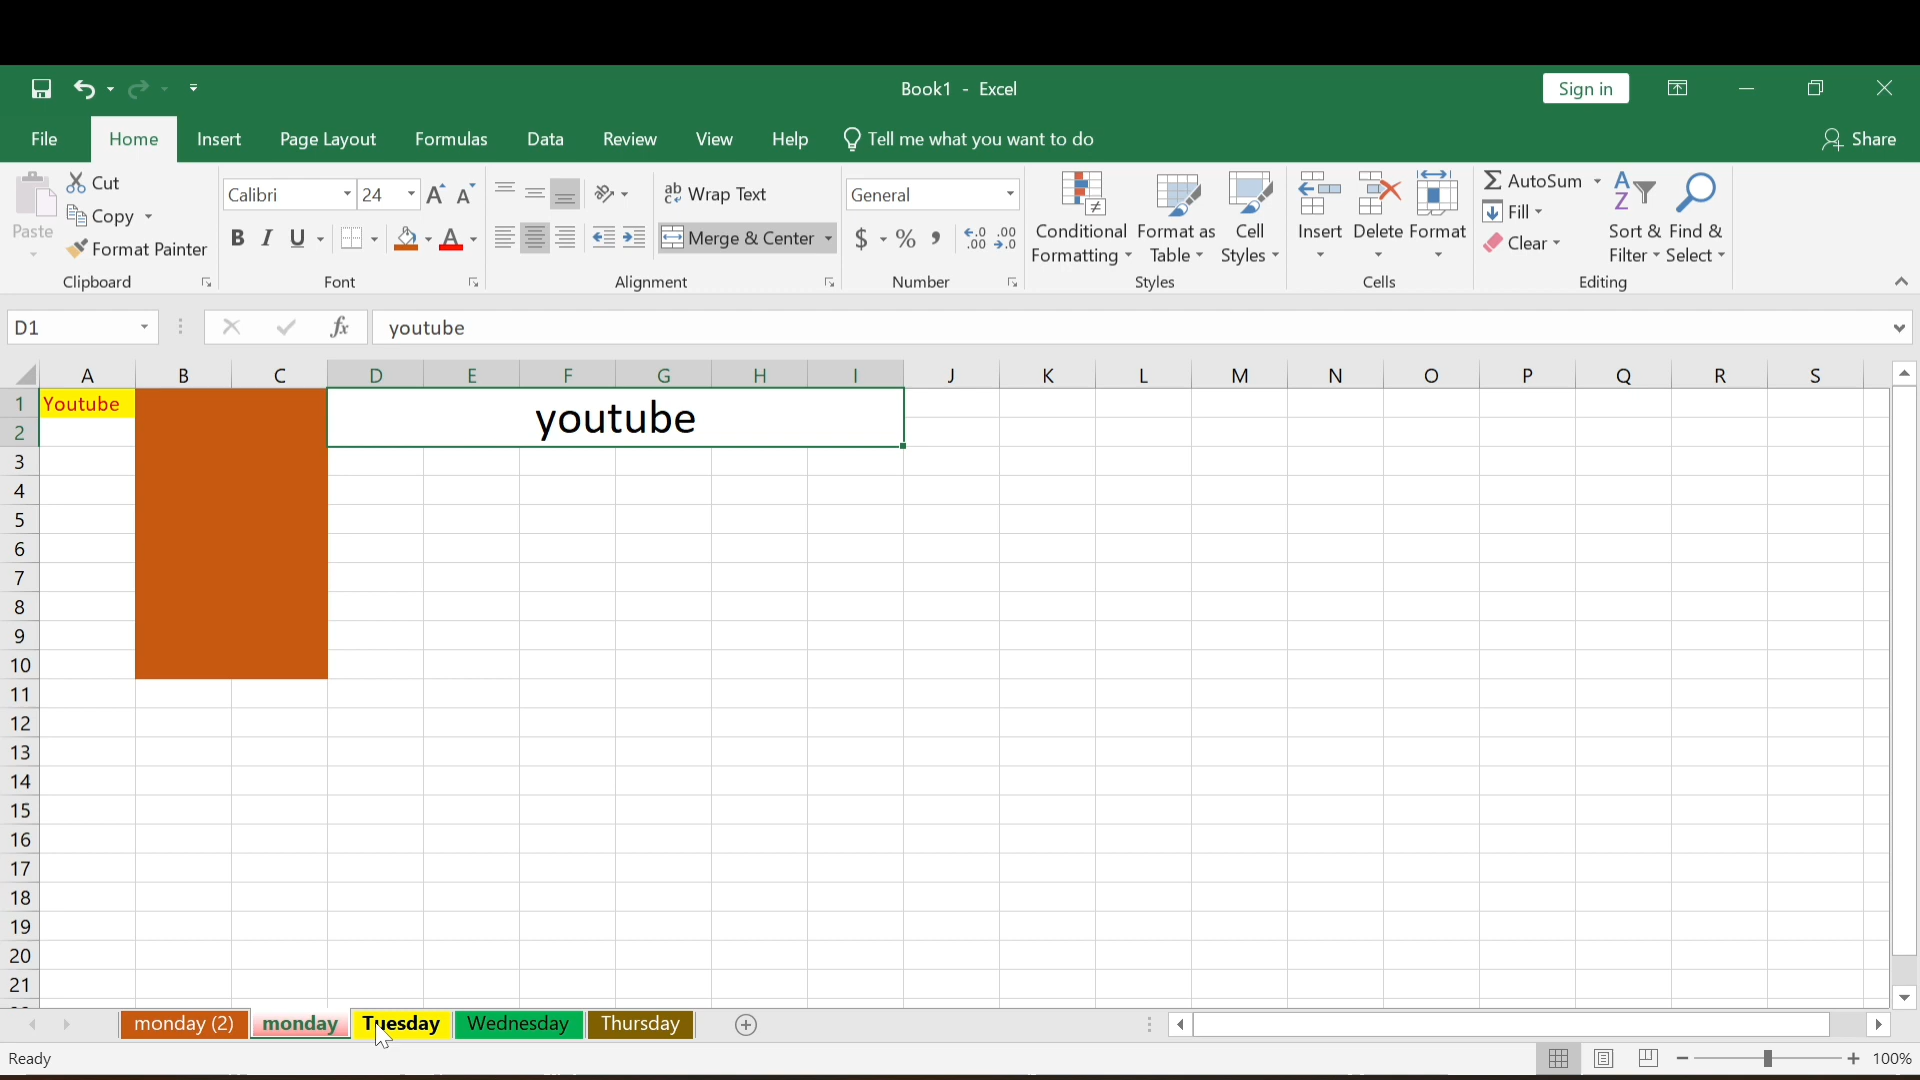 Book1 - Excel
Sign in
File Home Insert Page Layout Formulas Data Review View Help Tell me what you want to do Share
Paste
Cut
Copy
Format Painter
Clipboard
Calibri 24
B I U
Font
Wrap Text
Merge & Center
Alignment
General
$ % ,
Number
Conditional Formatting
Format as Table
Cell Styles
Styles
Insert Delete Format
Cells
AutoSum
Fill
Clear
Sort & Filter
Find & Select
Editing
D1 fx youtube
A B C D E F G H I J K L M N O P Q R S
1 Youtube youtube
2
3
4
5
6
7
8
9
10
11
12
13
14
15
16
17
18
19
20
21
monday (2) monday Tuesday Wednesday Thursday
Ready 100%